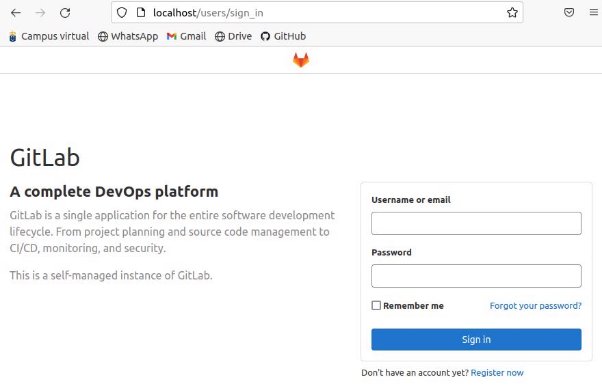 localhost/users/sign_in
Campus virtual WhatsApp Gmail Drive GitHub
GitLab
A complete DevOps platform
GitLab is a single application for the entire software development
lifecycle. From project planning and source code management to
CI/CD, monitoring, and security.
This is a self-managed instance of GitLab.
Username or email
Password
Remember me Forgot your password?
Sign in
Don't have an account yet? Register now